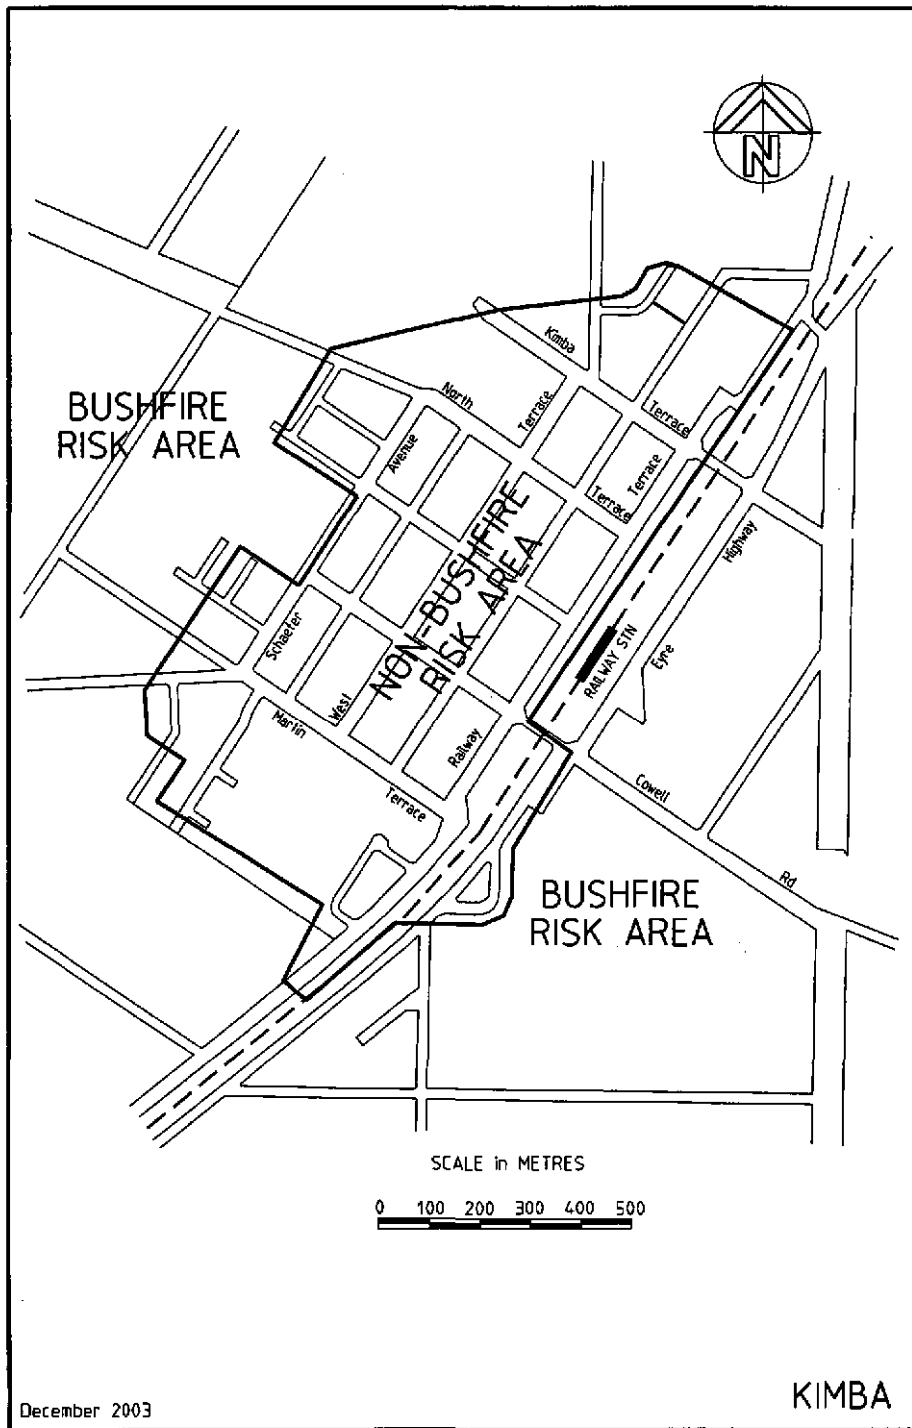 N
Kimba
North
Terrace
Terrace
BUSHFIRE
RISK AREA
Avenue
Terrace
Terrace
NON-BUSHFIRE
RISK AREA
Highway
Schaefer
RAILWAY STN
Eyre
West
Martin
Railway
Terrace
Cowell
Rd
BUSHFIRE
RISK AREA
SCALE in METRES
0 100 200 300 400 500
December 2003
KIMBA